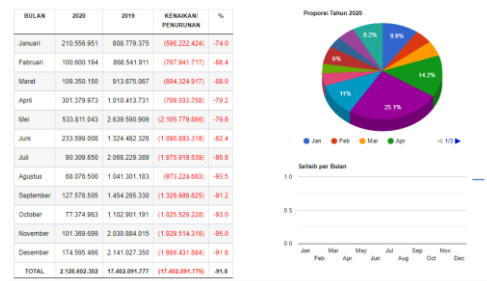 BULAN 2020 2019 KENAIKAN/ %
PENURUNAN
Januari 210.556.951 808.779.375 (598.222.424) -74.0
Februari 100.600.194 868.541.911 (767.941.717) -88.4
Maret 109.350.150 913.675.067 (804.324.917) -88.0
April 301.379.973 1.010.413.731 (709.033.758) -70.2
Mei 533.811.043 2.639.590.909 (2.105.779.866) -79.8
Juni 233.599.008 1.324.482.326 (1.090.883.318) -82.4
Juli 90.309.850 2.066.229.389 (1.975.919.539) -95.6
Agustus 68.076.500 1.041.301.183 (973.224.683) -93.5
September 127.578.505 1.454.265.330 (1.326.686.825) -91.2
October 77.374.963 1.102.901.191 (1.025.526.228) -93.0
November 101.369.699 2.030.884.015 (1.929.514.316) -95.0
Desember 174.595.466 2.141.027.350 (1.966.431.884) -91.8
TOTAL 2.128.602.302 17.402.091.777 (17.402.091.776) -91.8
Proporsi Tahun 2020
8.2% 9.9%
6%
14.2%
11%
25.1%
Jan Feb Mar Apr 1/3
Selisih per Bulan
1.0
0.5
0.0
Jan Mar May Jul Sep Nov
Feb Apr Jun Aug Oct Dec